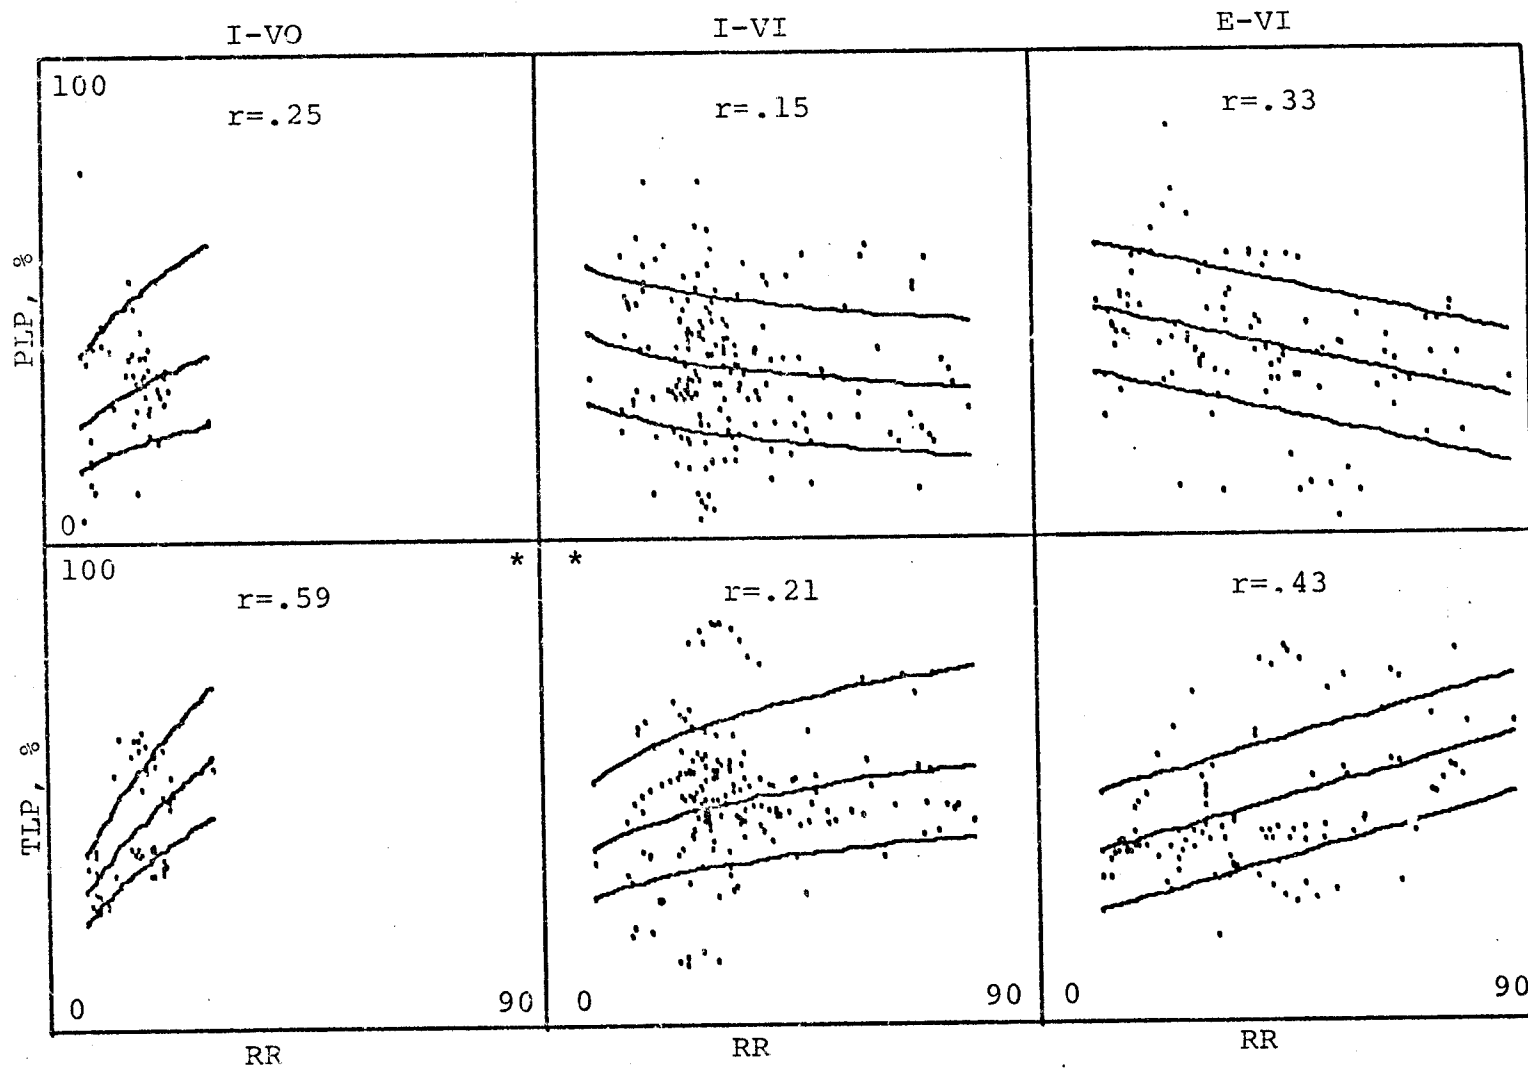 I-VO
I-VI
E-VI
100
r=.25
r=.15
r=.33
PLP, %
0
100
*
*
r=.59
r=.21
r=.43
TLP, %
0
90
0
90
0
90
RR
RR
RR